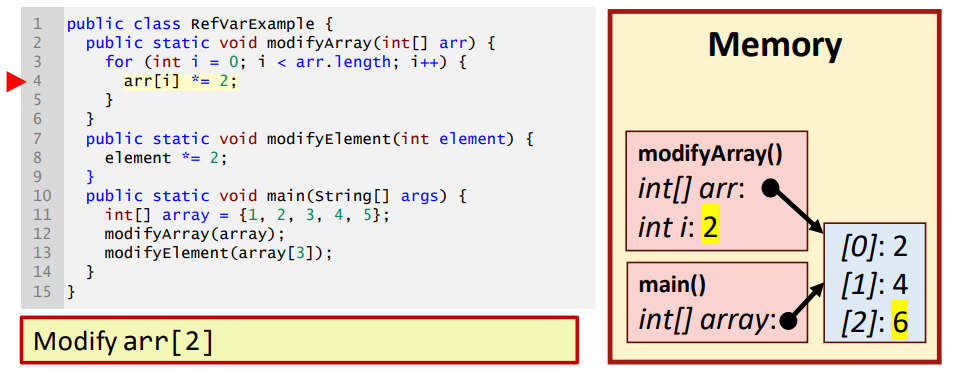 1 public class RefVarExample {
2   public static void modifyArray(int[] arr) {
3     for (int i = 0; i < arr.length; i++) {
4       arr[i] *= 2;
5     }
6   }
7   public static void modifyElement(int element) {
8     element *= 2;
9   }
10   public static void main(String[] args) {
11     int[] array = {1, 2, 3, 4, 5};
12     modifyArray(array);
13     modifyElement(array[3]);
14   }
15 }
Modify arr[2]
Memory
modifyArray()
int[] arr:
int i: 2
main()
int[] array:
[0]: 2
[1]: 4
[2]: 6